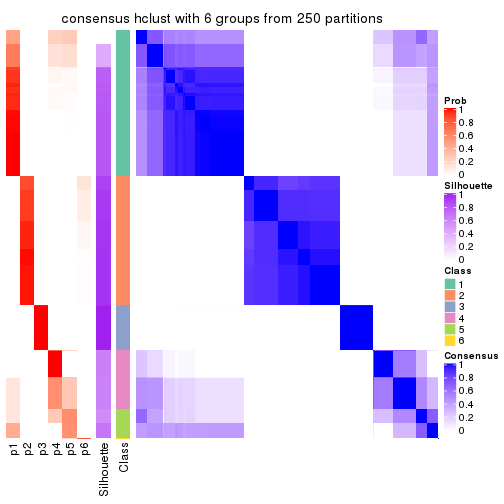 consensus hclust with 6 groups from 250 partitions
Prob
1
0.8
0.6
0.4
0.2
0
Silhouette
1
0.8
0.6
0.4
0.2
0
Class
1
2
3
4
5
6
Consensus
1
0.8
0.6
0.4
0.2
0
p1
p2
p3
p4
p5
p6
Silhouette
Class